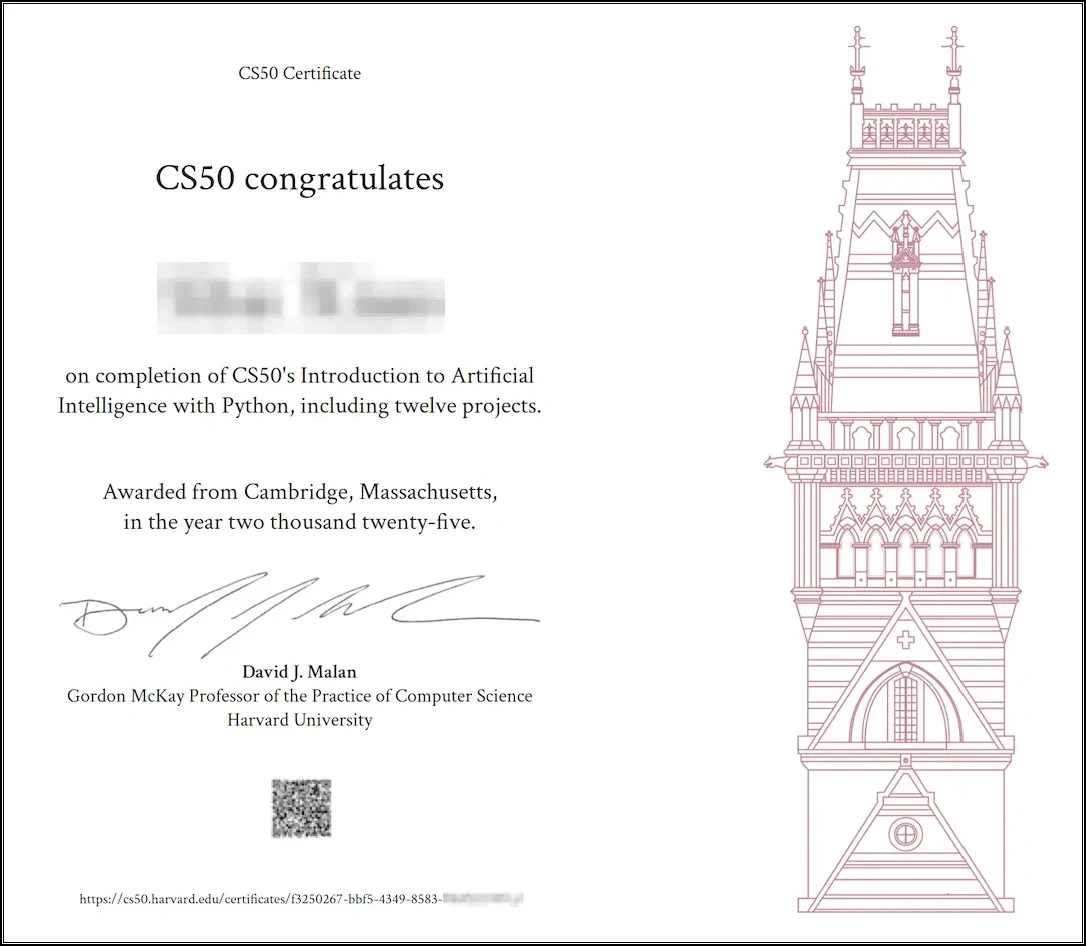 CS50 Certificate
CS50 congratulates
on completion of CS50's Introduction to Artificial
Intelligence with Python, including twelve projects.
Awarded from Cambridge, Massachusetts,
in the year two thousand twenty-five.
David J. Malan
Gordon McKay Professor of the Practice of Computer Science
Harvard University
https://cs50.harvard.edu/certificates/f3250267-bbf5-4349-8583-